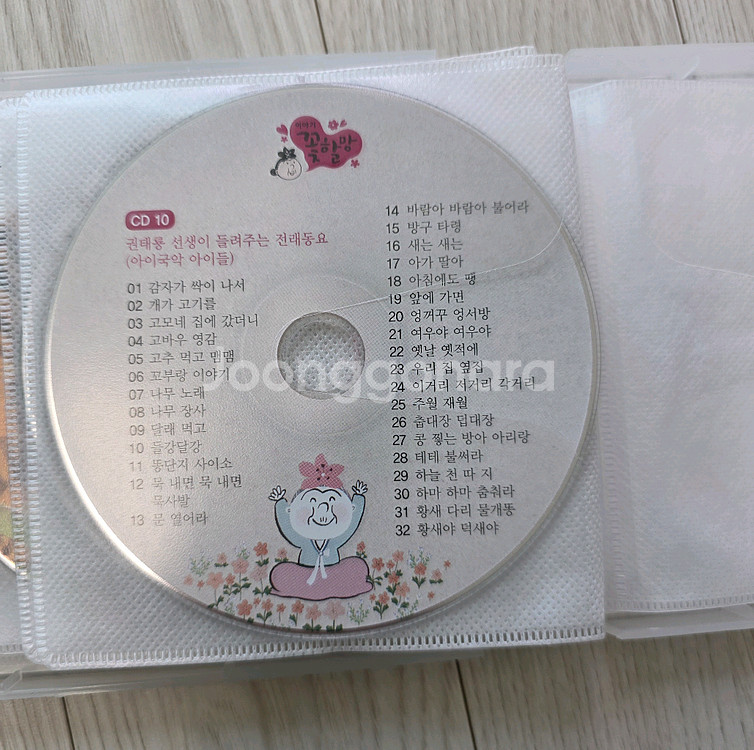 이야기
꽃할망
CD 10
권태룡 선생이 들려주는 전래동요
(아이국악 아이들)
01 감자가 싹이 나서
02 개가 고기를
03 고모네 집에 갔더니
04 고바우 영감
05 고추 먹고 맴맴
06 꼬부랑 이야기
07 나무 노래
08 나무 장사
09 달래 먹고
10 들강달강
11 똥단지 사이소
12 묵 내면 묵 내면
묵사발
13 문 열어라
14 바람아 바람아 불어라
15 방구 타령
16 새는 새는
17 아가 딸아
18 아침에도 땡
19 앞에 가면
20 엉꺼꾸 엉서방
21 여우야 여우야
22 옛날 옛적에
23 우리 집 옆집
24 이거리 저거리 각거리
25 주월 재월
26 춥대장 덥대장
27 콩 찧는 방아 아리랑
28 테테 불써라
29 하늘 천 따 지
30 하마 하마 춤춰라
31 황새 다리 물개똥
32 황새야 덕새야
Joonggonara